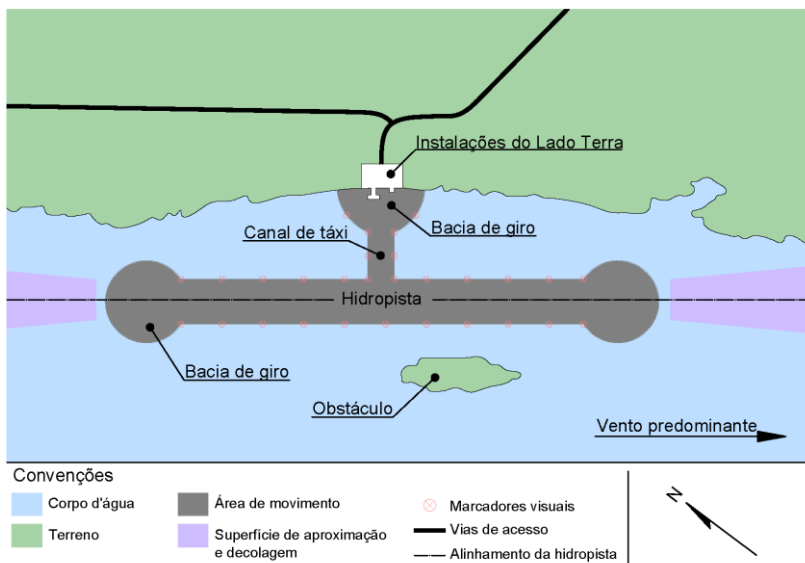 Instalações do Lado Terra
Bacia de giro
Canal de táxi
Hidropista
Bacia de giro
Obstáculo
Vento predominante
Convenções
Corpo d'água
Terreno
Área de movimento
Superfície de aproximação
e decolagem
Marcadores visuais
Vias de acesso
Alinhamento da hidropista
N